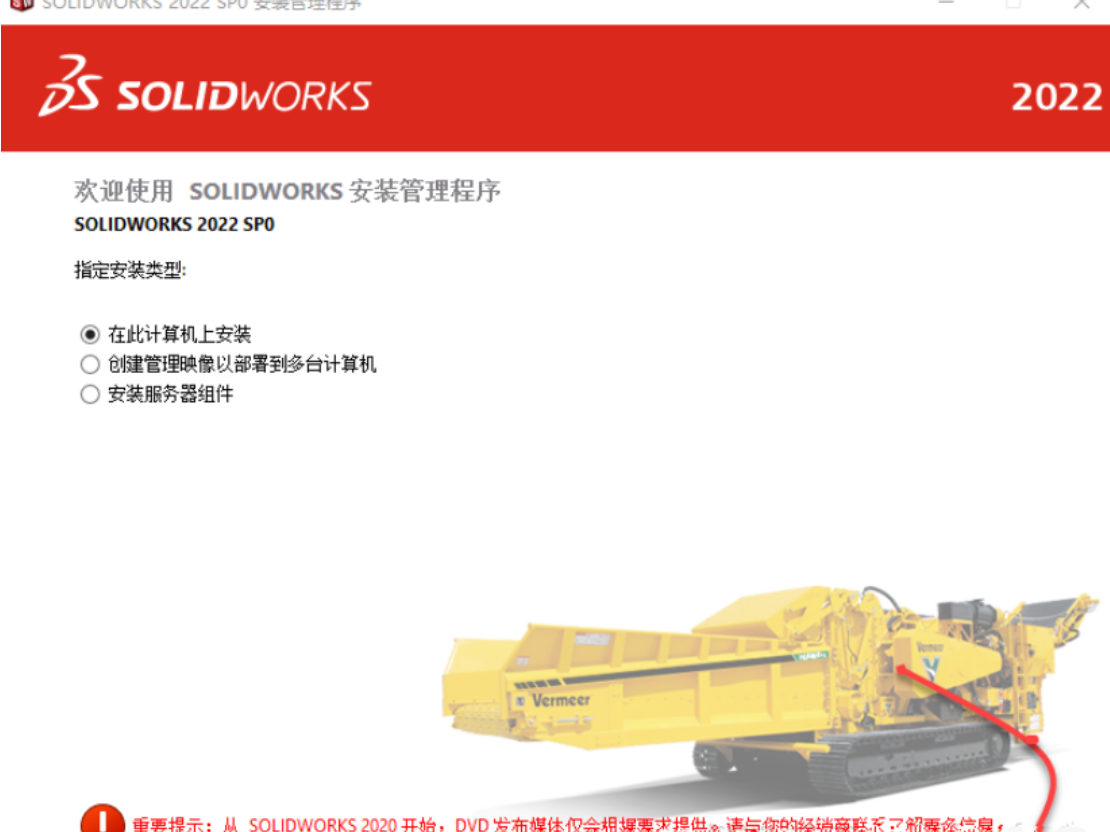 SOLIDWORKS 2022 SP0 安装管理程序
SOLIDWORKS
2022
欢迎使用 SOLIDWORKS 安装管理程序
SOLIDWORKS 2022 SP0
指定安装类型:
在此计算机上安装
创建管理映像以部署到多台计算机
安装服务器组件
Vermeer
Vermeer
重要提示：从 SOLIDWORKS 2020 开始，DVD 发布媒体仅会根据要求提供。请与您的经销商联系了解更多信息，